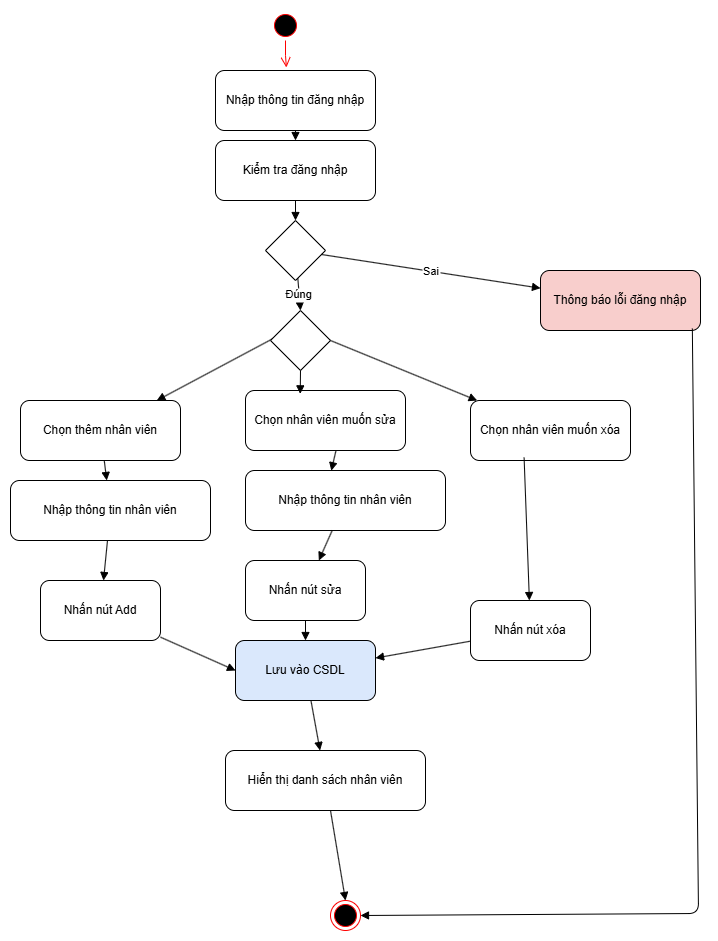 Nhập thông tin đăng nhập
Kiểm tra đăng nhập
Sai
Đúng
Thông báo lỗi đăng nhập
Chọn thêm nhân viên
Chọn nhân viên muốn sửa
Chọn nhân viên muốn xóa
Nhập thông tin nhân viên
Nhập thông tin nhân viên
Nhấn nút Add
Nhấn nút sửa
Nhấn nút xóa
Lưu vào CSDL
Hiển thị danh sách nhân viên